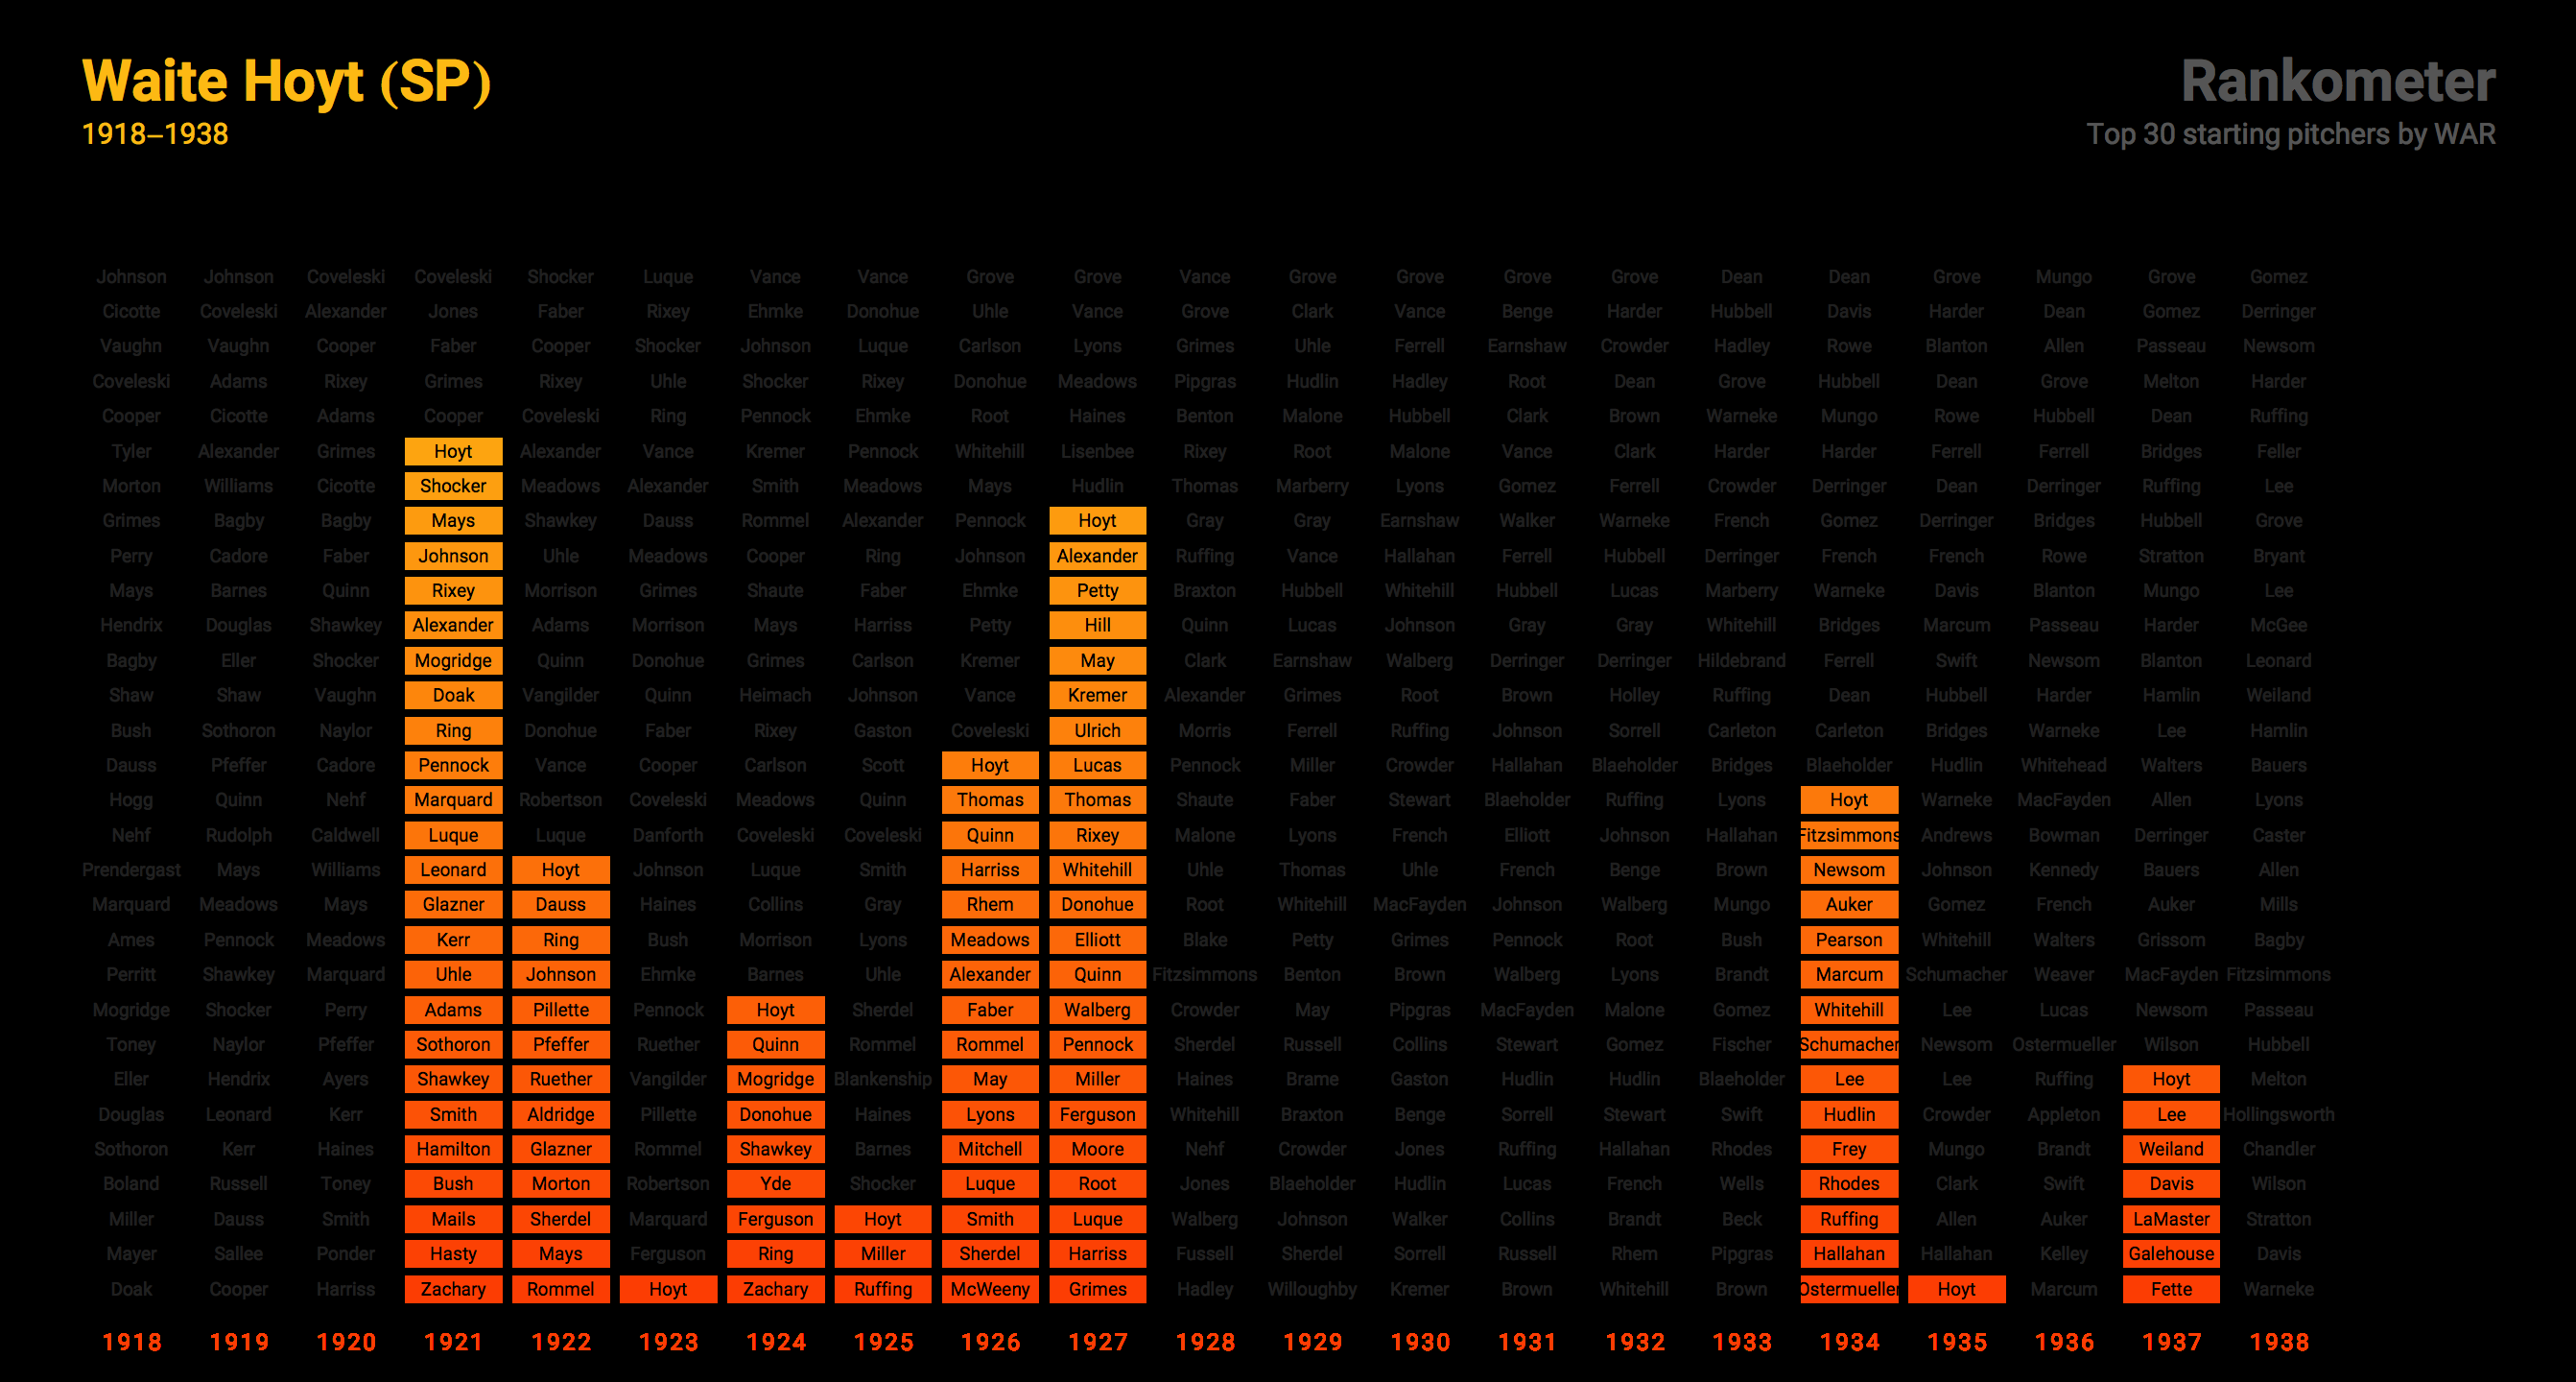 Waite Hoyt (SP)
1918–1938
Rankometer
Top 30 starting pitchers by WAR
Johnson Johnson Coveleski Coveleski Shocker Luque Vance Vance Grove Grove Vance Grove Grove Grove Grove Dean Dean Grove Mungo Grove Gomez
Cicotte Coveleski Alexander Jones Faber Rixey Ehmke Donohue Uhle Vance Grove Clark Vance Benge Harder Hubbell Davis Harder Dean Gomez Derringer
Vaughn Vaughn Cooper Faber Cooper Shocker Johnson Luque Carlson Lyons Grimes Uhle Ferrell Earnshaw Crowder Hadley Rowe Blanton Allen Passeau Newsom
Coveleski Adams Rixey Grimes Rixey Uhle Shocker Rixey Donohue Meadows Pipgras Hudlin Hadley Root Dean Grove Hubbell Dean Grove Melton Harder
Cooper Cicotte Adams Cooper Coveleski Ring Pennock Ehmke Root Haines Benton Malone Hubbell Clark Brown Warneke Mungo Rowe Hubbell Dean Ruffing
Tyler Alexander Grimes Hoyt Alexander Vance Kremer Pennock Whitehill Lisenbee Rixey Root Malone Vance Clark Harder Harder Ferrell Ferrell Bridges Feller
Morton Williams Cicotte Shocker Meadows Alexander Smith Meadows Mays Hudlin Thomas Marberry Lyons Gomez Ferrell Crowder Derringer Dean Derringer Ruffing Lee
Grimes Bagby Bagby Mays Shawkey Dauss Rommel Alexander Pennock Hoyt Gray Gray Earnshaw Walker Warneke French Gomez Derringer Bridges Hubbell Grove
Perry Cadore Faber Johnson Uhle Meadows Cooper Ring Johnson Alexander Ruffing Vance Hallahan Ferrell Hubbell Derringer French French Rowe Stratton Bryant
Mays Barnes Quinn Rixey Morrison Grimes Shaute Faber Ehmke Petty Braxton Hubbell Whitehill Hubbell Lucas Marberry Warneke Davis Blanton Mungo Lee
Hendrix Douglas Shawkey Alexander Adams Morrison Mays Harriss Petty Hill Quinn Lucas Johnson Gray Gray Whitehill Bridges Marcum Passeau Harder McGee
Bagby Eller Shocker Mogridge Quinn Donohue Grimes Carlson Kremer May Clark Earnshaw Walberg Derringer Derringer Hildebrand Ferrell Swift Newsom Blanton Leonard
Shaw Shaw Vaughn Doak Vangilder Quinn Heimach Johnson Vance Kremer Alexander Grimes Root Brown Holley Ruffing Dean Hubbell Harder Hamlin Weiland
Bush Sothoron Naylor Ring Donohue Faber Rixey Gaston Coveleski Ulrich Morris Ferrell Ruffing Johnson Sorrell Carleton Carleton Bridges Warneke Lee Hamlin
Dauss Pfeffer Cadore Pennock Vance Cooper Carlson Scott Hoyt Lucas Pennock Miller Crowder Hallahan Blaeholder Bridges Blaeholder Hudlin Whitehead Walters Bauers
Hogg Quinn Nehf Marquard Robertson Coveleski Meadows Quinn Thomas Thomas Shaute Faber Stewart Blaeholder Ruffing Lyons Hoyt Warneke MacFayden Allen Lyons
Nehf Rudolph Caldwell Luque Luque Danforth Coveleski Coveleski Quinn Rixey Malone Lyons French Elliott Johnson Hallahan Fitzsimmons Andrews Bowman Derringer Caster
Prendergast Mays Williams Leonard Hoyt Johnson Luque Smith Harriss Whitehill Uhle Thomas Uhle French Benge Brown Newsom Johnson Kennedy Bauers Allen
Marquard Meadows Mays Glazner Dauss Haines Collins Gray Rhem Donohue Root Whitehill MacFayden Johnson Walberg Mungo Auker Gomez French Auker Mills
Ames Pennock Meadows Kerr Ring Bush Morrison Lyons Meadows Elliott Blake Petty Grimes Pennock Root Bush Pearson Whitehill Walters Grissom Bagby
Perritt Shawkey Marquard Uhle Johnson Ehmke Barnes Uhle Alexander Quinn Fitzsimmons Benton Brown Walberg Lyons Brandt Marcum Schumacher Weaver MacFayden Fitzsimmons
Mogridge Shocker Perry Adams Pillette Pennock Hoyt Sherdel Faber Walberg Crowder May Pipgras MacFayden Malone Gomez Whitehill Lee Lucas Newsom Passeau
Toney Naylor Pfeffer Sothoron Pfeffer Ruether Quinn Rommel Rommel Pennock Sherdel Russell Collins Stewart Gomez Fischer Schumacher Newsom Ostermueller Wilson Hubbell
Eller Hendrix Ayers Shawkey Ruether Vangilder Mogridge Blankenship May Miller Haines Brame Gaston Hudlin Hudlin Blaeholder Lee Lee Ruffing Hoyt Melton
Douglas Leonard Kerr Smith Aldridge Pillette Donohue Haines Lyons Ferguson Whitehill Braxton Benge Sorrell Stewart Swift Hudlin Crowder Appleton Lee Hollingsworth
Sothoron Kerr Haines Hamilton Glazner Rommel Shawkey Barnes Mitchell Moore Nehf Crowder Jones Ruffing Hallahan Rhodes Frey Mungo Brandt Weiland Chandler
Boland Russell Toney Bush Morton Robertson Yde Shocker Luque Root Jones Blaeholder Hudlin Lucas French Wells Rhodes Clark Swift Davis Wilson
Miller Dauss Smith Mails Sherdel Marquard Ferguson Hoyt Smith Luque Walberg Johnson Walker Collins Brandt Beck Ruffing Allen Auker LaMaster Stratton
Mayer Sallee Ponder Hasty Mays Ferguson Ring Miller Sherdel Harriss Fussell Sherdel Sorrell Russell Rhem Pipgras Hallahan Hallahan Kelley Galehouse Davis
Doak Cooper Harriss Zachary Rommel Hoyt Zachary Ruffing McWeeny Grimes Hadley Willoughby Kremer Brown Whitehill Brown Ostermueller Hoyt Marcum Fette Warneke
1918 1919 1920 1921 1922 1923 1924 1925 1926 1927 1928 1929 1930 1931 1932 1933 1934 1935 1936 1937 1938